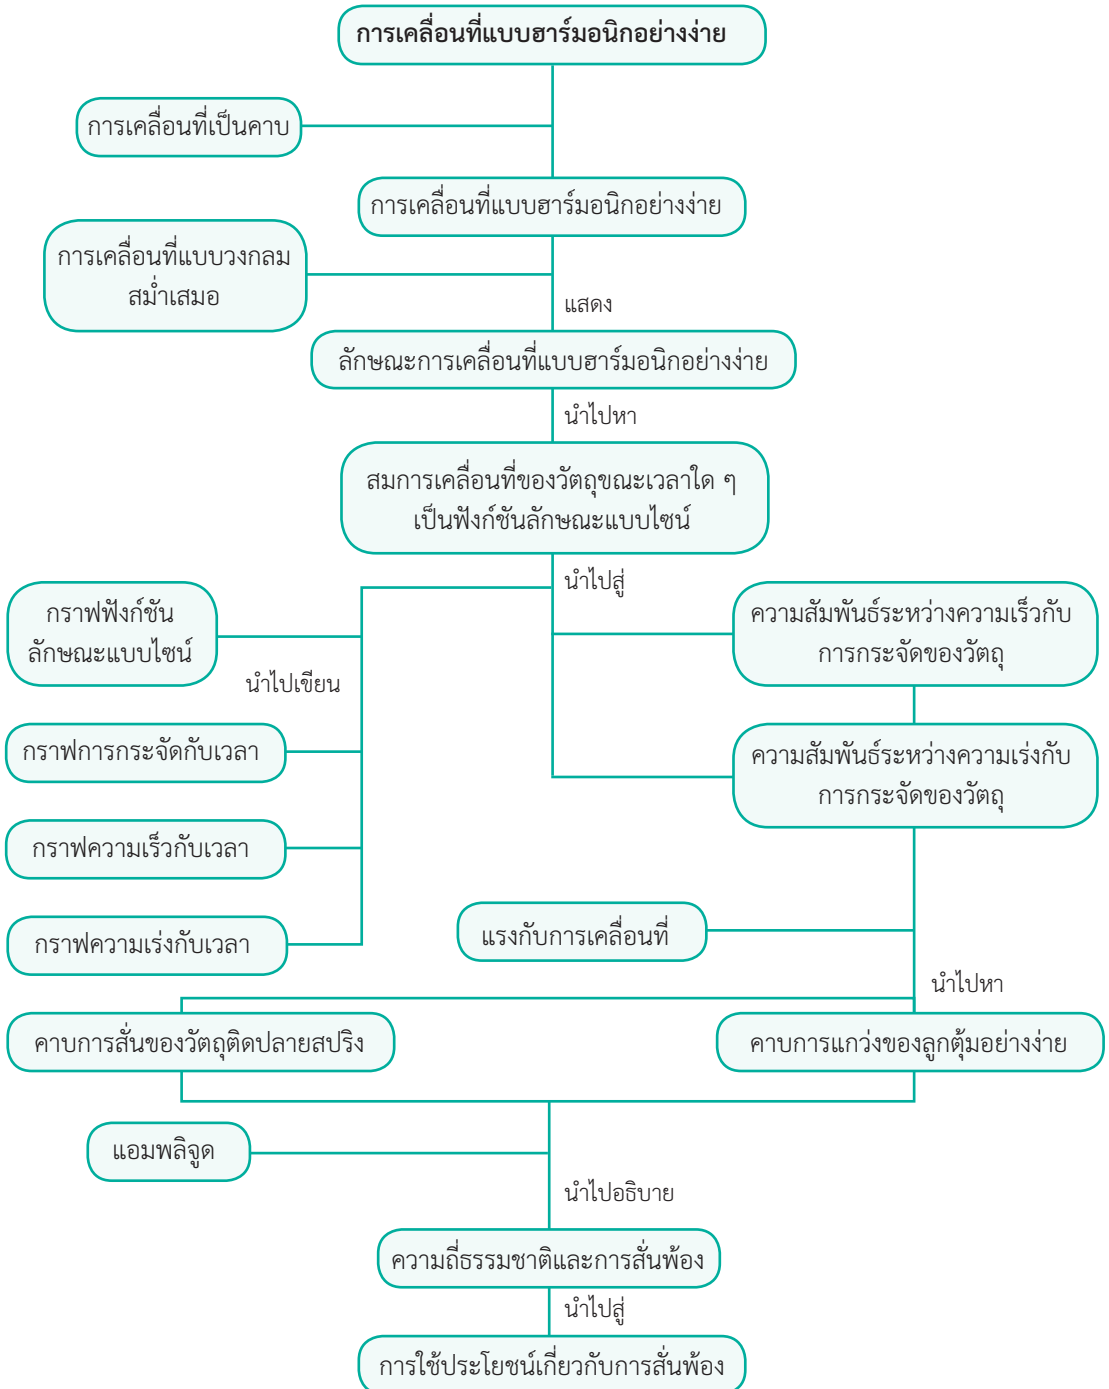 การเคลื่อนที่แบบฮาร์มอนิกอย่างง่าย
การเคลื่อนที่เป็นคาบ
การเคลื่อนที่แบบฮาร์มอนิกอย่างง่าย
การเคลื่อนที่แบบวงกลม
สม่ำเสมอ
แสดง
ลักษณะการเคลื่อนที่แบบฮาร์มอนิกอย่างง่าย
นำไปหา
สมการเคลื่อนที่ของวัตถุขณะเวลาใด ๆ
เป็นฟังก์ชันลักษณะแบบไซน์
นำไปสู่
กราฟฟังก์ชัน
ลักษณะแบบไซน์
ความสัมพันธ์ระหว่างความเร็วกับ
การกระจัดของวัตถุ
นำไปเขียน
กราฟการกระจัดกับเวลา
ความสัมพันธ์ระหว่างความเร่งกับ
การกระจัดของวัตถุ
กราฟความเร็วกับเวลา
กราฟความเร่งกับเวลา
แรงกับการเคลื่อนที่
นำไปหา
คาบการสั่นของวัตถุติดปลายสปริง
คาบการแกว่งของลูกตุ้มอย่างง่าย
แอมพลิจูด
นำไปอธิบาย
ความถี่ธรรมชาติและการสั่นพ้อง
นำไปสู่
การใช้ประโยชน์เกี่ยวกับการสั่นพ้อง